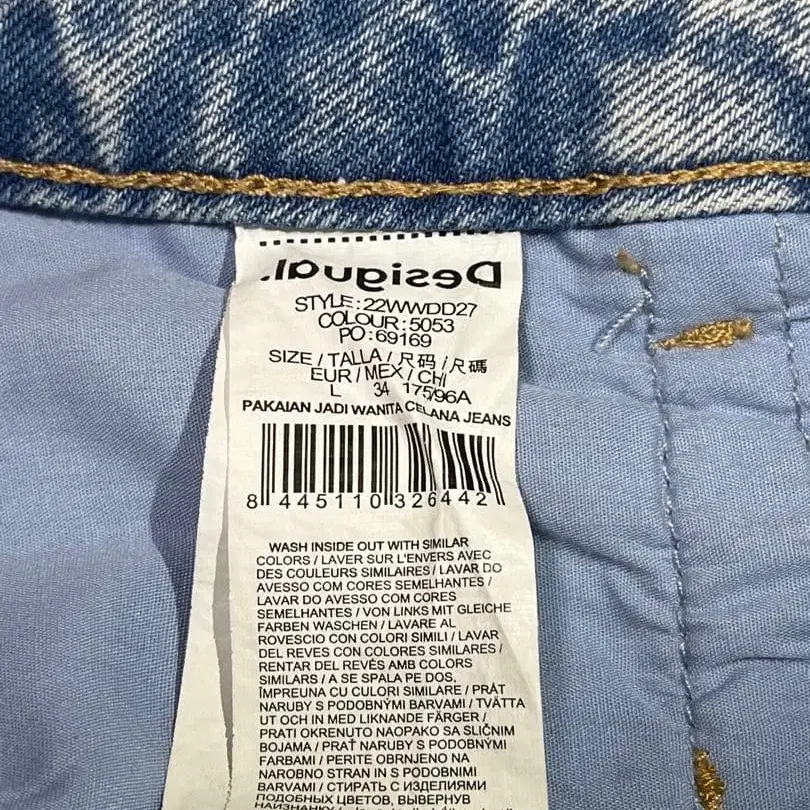 Desigual.
STYLE:22WWDD27
COLOUR:5053
PO:69169
SIZE/TALLA/尺码/尺碼
EUR/MEX/CHI
L 34 175/96A
PAKAIAN JADI WANITA CELANA JEANS
8 445110 326442
WASH INSIDE OUT WITH SIMILAR
COLORS / LAVER SUR L'ENVERS AVEC
DES COULEURS SIMILAIRES / LAVAR DO
AVESSO COM CORES SEMELHANTES /
LAVAR DO AVESSO COM CORES
SEMELHANTES / VON LINKS MIT GLEICHE
FARBEN WASCHEN / LAVARE AL
ROVESCIO CON COLORI SIMILI / LAVAR
DEL REVES CON COLORES SIMILARES /
RENTAR DEL REVÉS AMB COLORS
SIMILARS / A SE SPALA PE DOS,
ÎMPREUNA CU CULORI SIMILARE / PRÁT
NARUBY S PODOBNÝMI BARVAMI / TVÄTTA
UT OCH IN MED LIKNANDE FÄRGER /
PRATI OKRENUTO NAOPAKO SA SLIČNIM
BOJAMA / PRAŤ NARUBY S PODOBNÝMI
FARBAMI / PERITE OBRNJENO NA
NAROBNO STRAN IN S PODOBNIMI
BARVAMI / СТИРАТЬ С ИЗДЕЛИЯМИ
ПОДОБНЫХ ЦВЕТОВ, ВЫВЕРНУВ
НАИЗНАНКУ